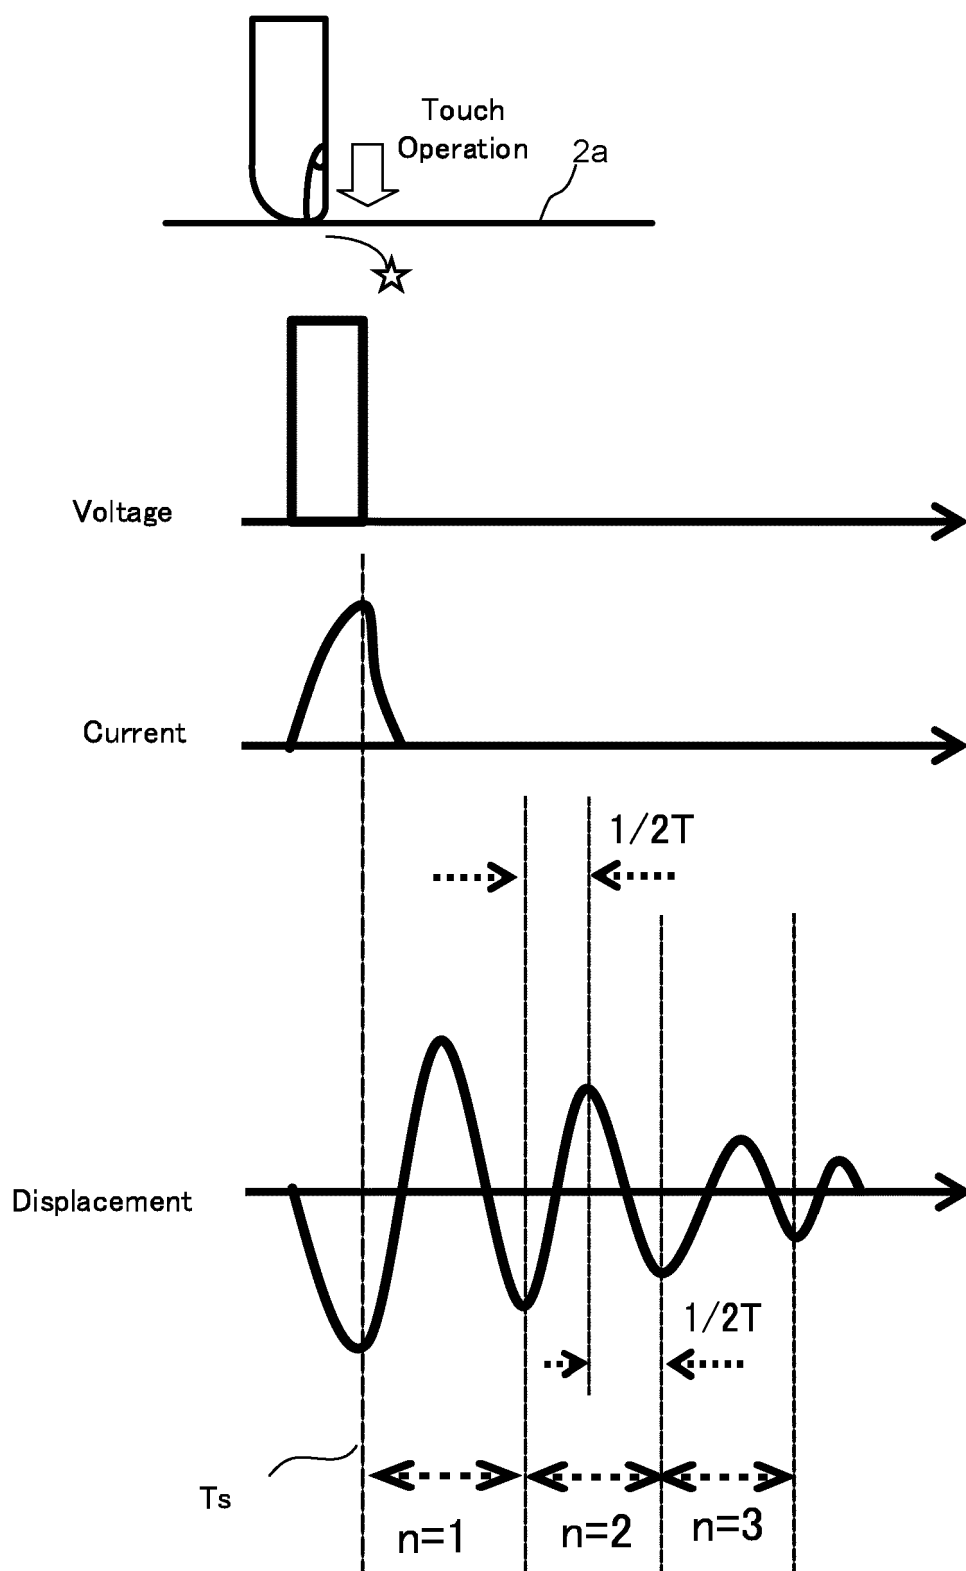 Touch
Operation
2a
Voltage
Current
1/2T
Displacement
1/2T
Ts
n=1
n=2
n=3